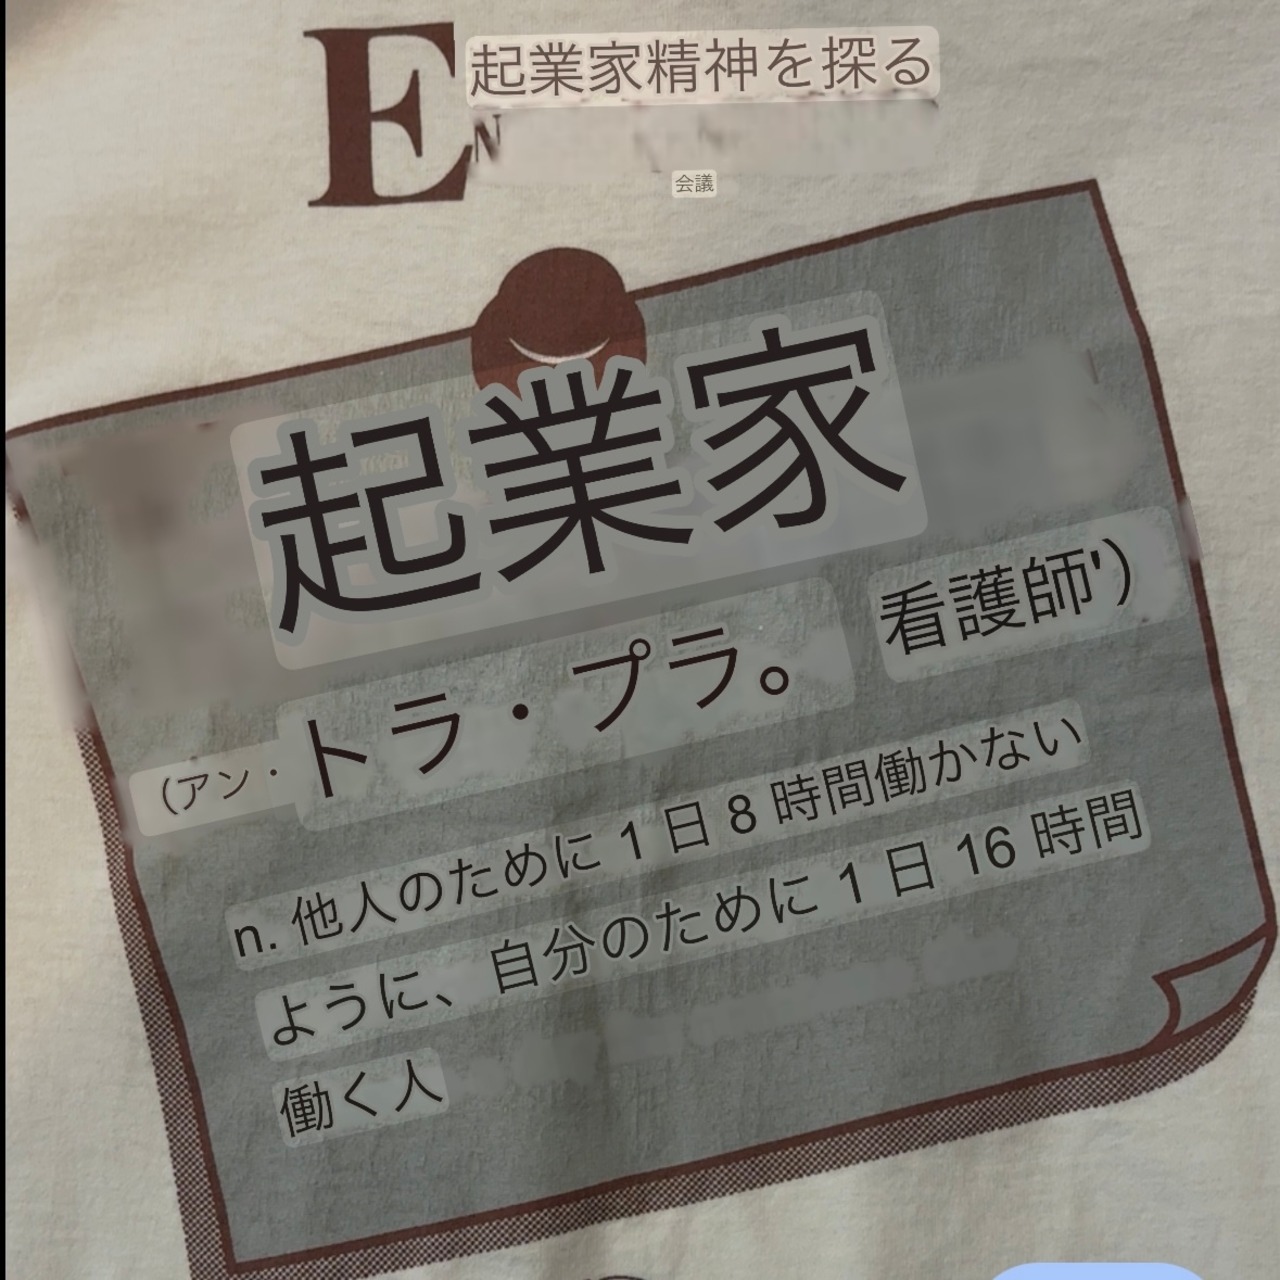 E 起業家精神を探る
N
会議
起業家
(アン・トラ・プラ。 看護師')
n. 他人のために 1 日 8 時間働かない
ように、自分のために 1 日 16 時間
働く人